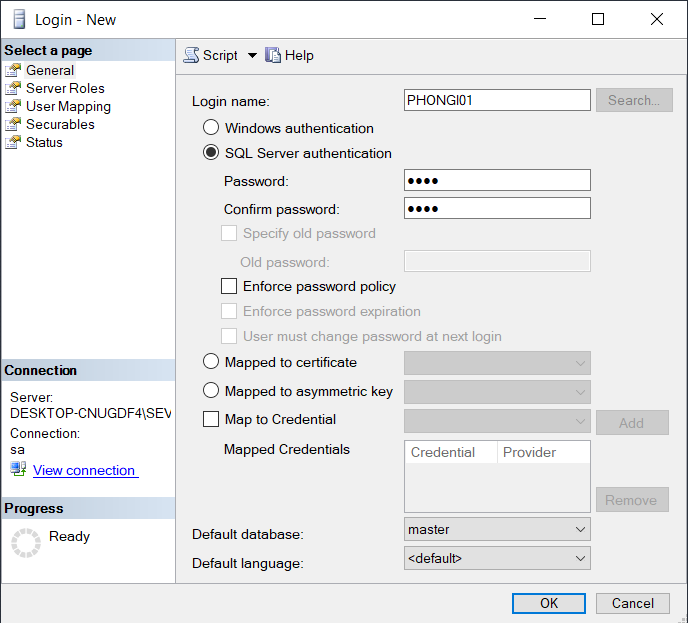 Login - New
Select a page
General
Server Roles
User Mapping
Securables
Status
Script
Help
Login name: PHONGI01 Search...
Windows authentication
SQL Server authentication
Password: ●●●●
Confirm password: ●●●●
Specify old password
Old password:
Enforce password policy
Enforce password expiration
User must change password at next login
Mapped to certificate
Mapped to asymmetric key
Map to Credential Add
Mapped Credentials Credential Provider
Remove
Default database: master
Default language: <default>
Connection
Server:
DESKTOP-CNUGDF4\SEV
Connection:
sa
View connection
Progress
Ready
OK Cancel